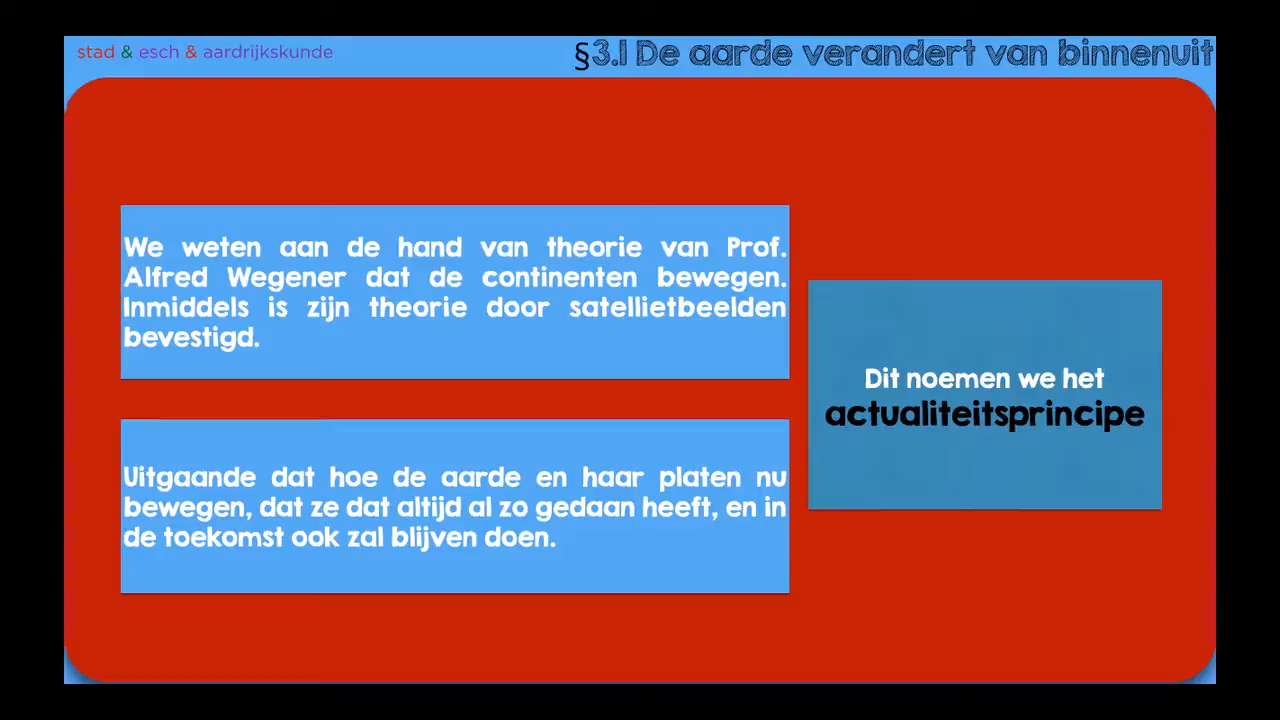 stad & esch & aardrijkskunde
§3.1 De aarde verandert van binnenuit
We weten aan de hand van theorie van Prof.
Alfred Wegener dat de continenten bewegen.
Inmiddels is zijn theorie door satellietbeelden
bevestigd.
Dit noemen we het
actualiteitsprincipe
Uitgaande dat hoe de aarde en haar platen nu
bewegen, dat ze dat altijd al zo gedaan heeft, en in
de toekomst ook zal blijven doen.